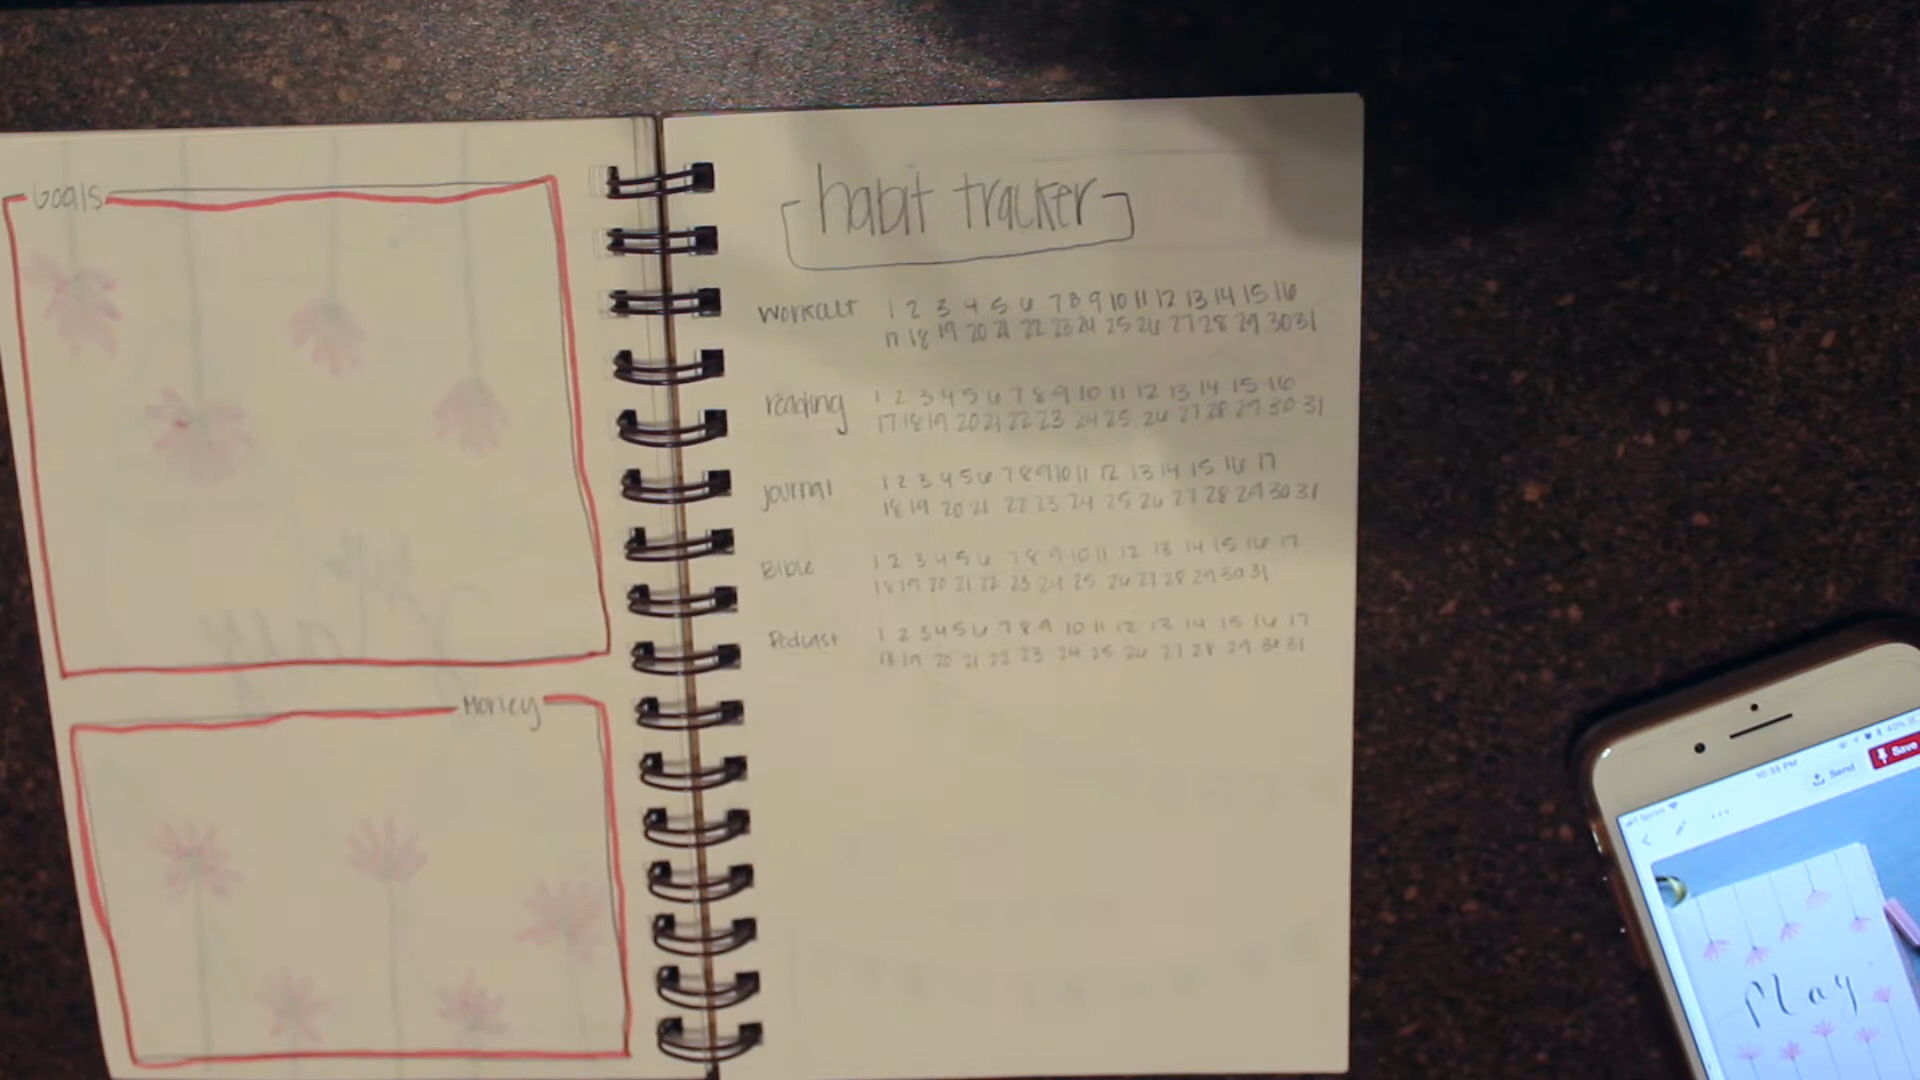 Goals
Money
habit tracker
workout 1 2 3 4 5 6 7 8 9 10 11 12 13 14 15 16
17 18 19 20 21 22 23 24 25 26 27 28 29 30 31
reading 1 2 3 4 5 6 7 8 9 10 11 12 13 14 15 16
17 18 19 20 21 22 23 24 25 26 27 28 29 30 31
journal 1 2 3 4 5 6 7 8 9 10 11 12 13 14 15 16 17
18 19 20 21 22 23 24 25 26 27 28 29 30 31
Bible 1 2 3 4 5 6 7 8 9 10 11 12 13 14 15 16 17
18 19 20 21 22 23 24 25 26 27 28 29 30 31
Podcast 1 2 3 4 5 6 7 8 9 10 11 12 13 14 15 16 17
18 19 20 21 22 23 24 25 26 27 28 29 30 31
Sprint 10:33 PM
Send Save
May